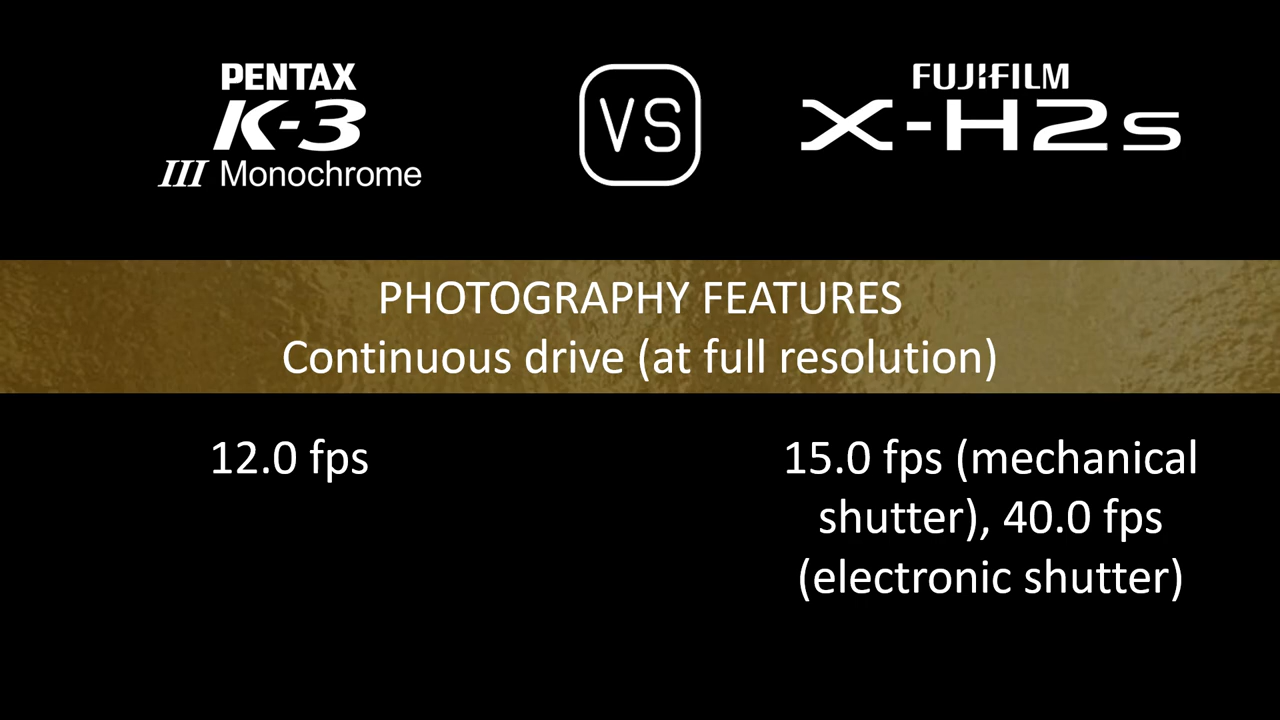 PENTAX
K-3
III Monochrome
VS
FUJIFILM
X-H2s
PHOTOGRAPHY FEATURES
Continuous drive (at full resolution)
12.0 fps
15.0 fps (mechanical
shutter), 40.0 fps
(electronic shutter)